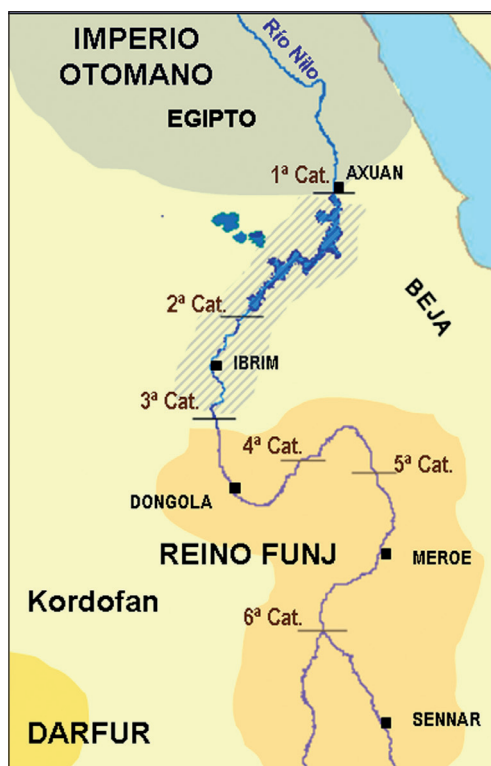 IMPERIO
OTOMANO
Río Nilo
EGIPTO
1ª Cat.
AXUAN
BEJA
2ª Cat.
IBRIM
3ª Cat.
4ª Cat.
5ª Cat.
DONGOLA
REINO FUNJ
MEROE
Kordofan
6ª Cat.
SENNAR
DARFUR